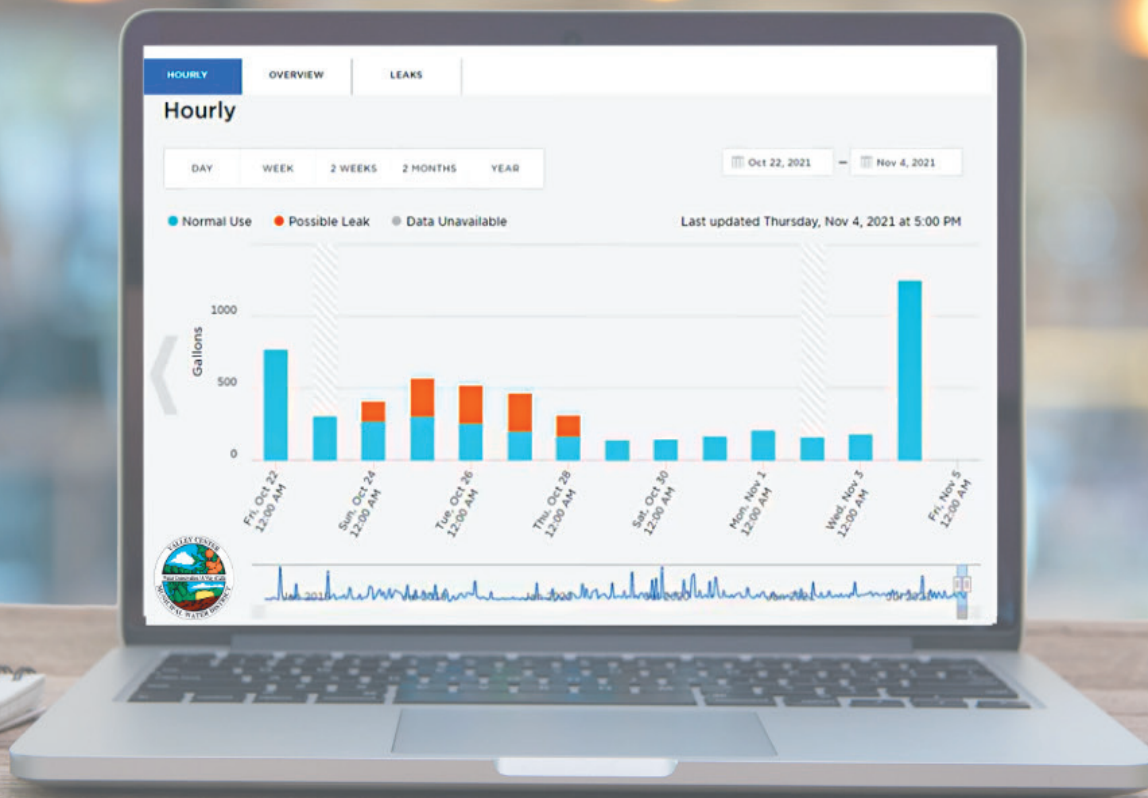 HOURLY OVERVIEW LEAKS
Hourly
DAY WEEK 2 WEEKS 2 MONTHS YEAR
Oct 22, 2021 – Nov 4, 2021
Normal Use Possible Leak Data Unavailable
Last updated Thursday, Nov 4, 2021 at 5:00 PM
Gallons
1000
500
0
Fri, Oct 22
12:00 AM
Sun, Oct 24
12:00 AM
Tue, Oct 26
12:00 AM
Thu, Oct 28
12:00 AM
Sat, Oct 30
12:00 AM
Mon, Nov 1
12:00 AM
Wed, Nov 3
12:00 AM
Fri, Nov 5
12:00 AM
VALLEY CENTER
MUNICIPAL WATER DISTRICT